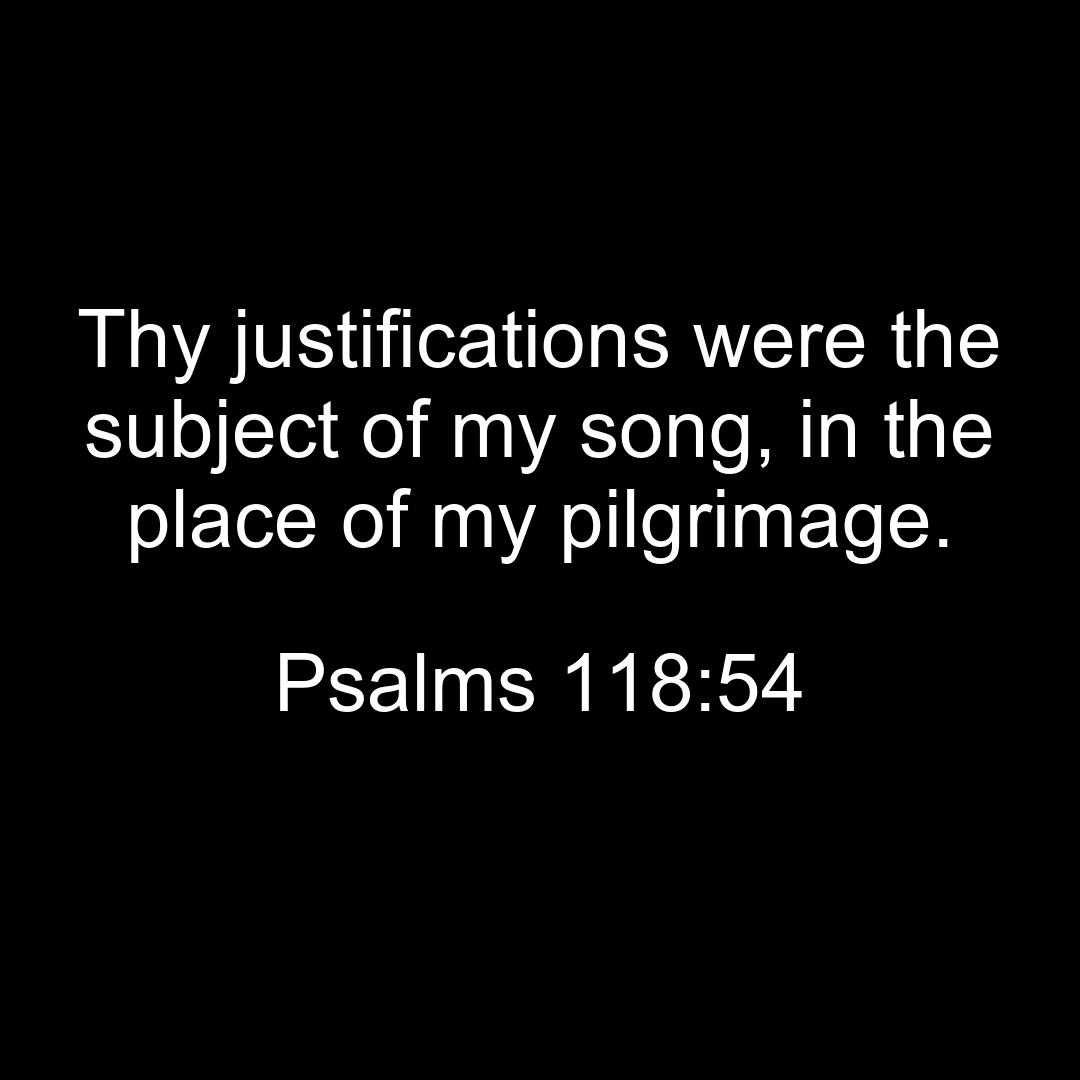 Thy justifications were the
subject of my song, in the
place of my pilgrimage.
Psalms 118:54